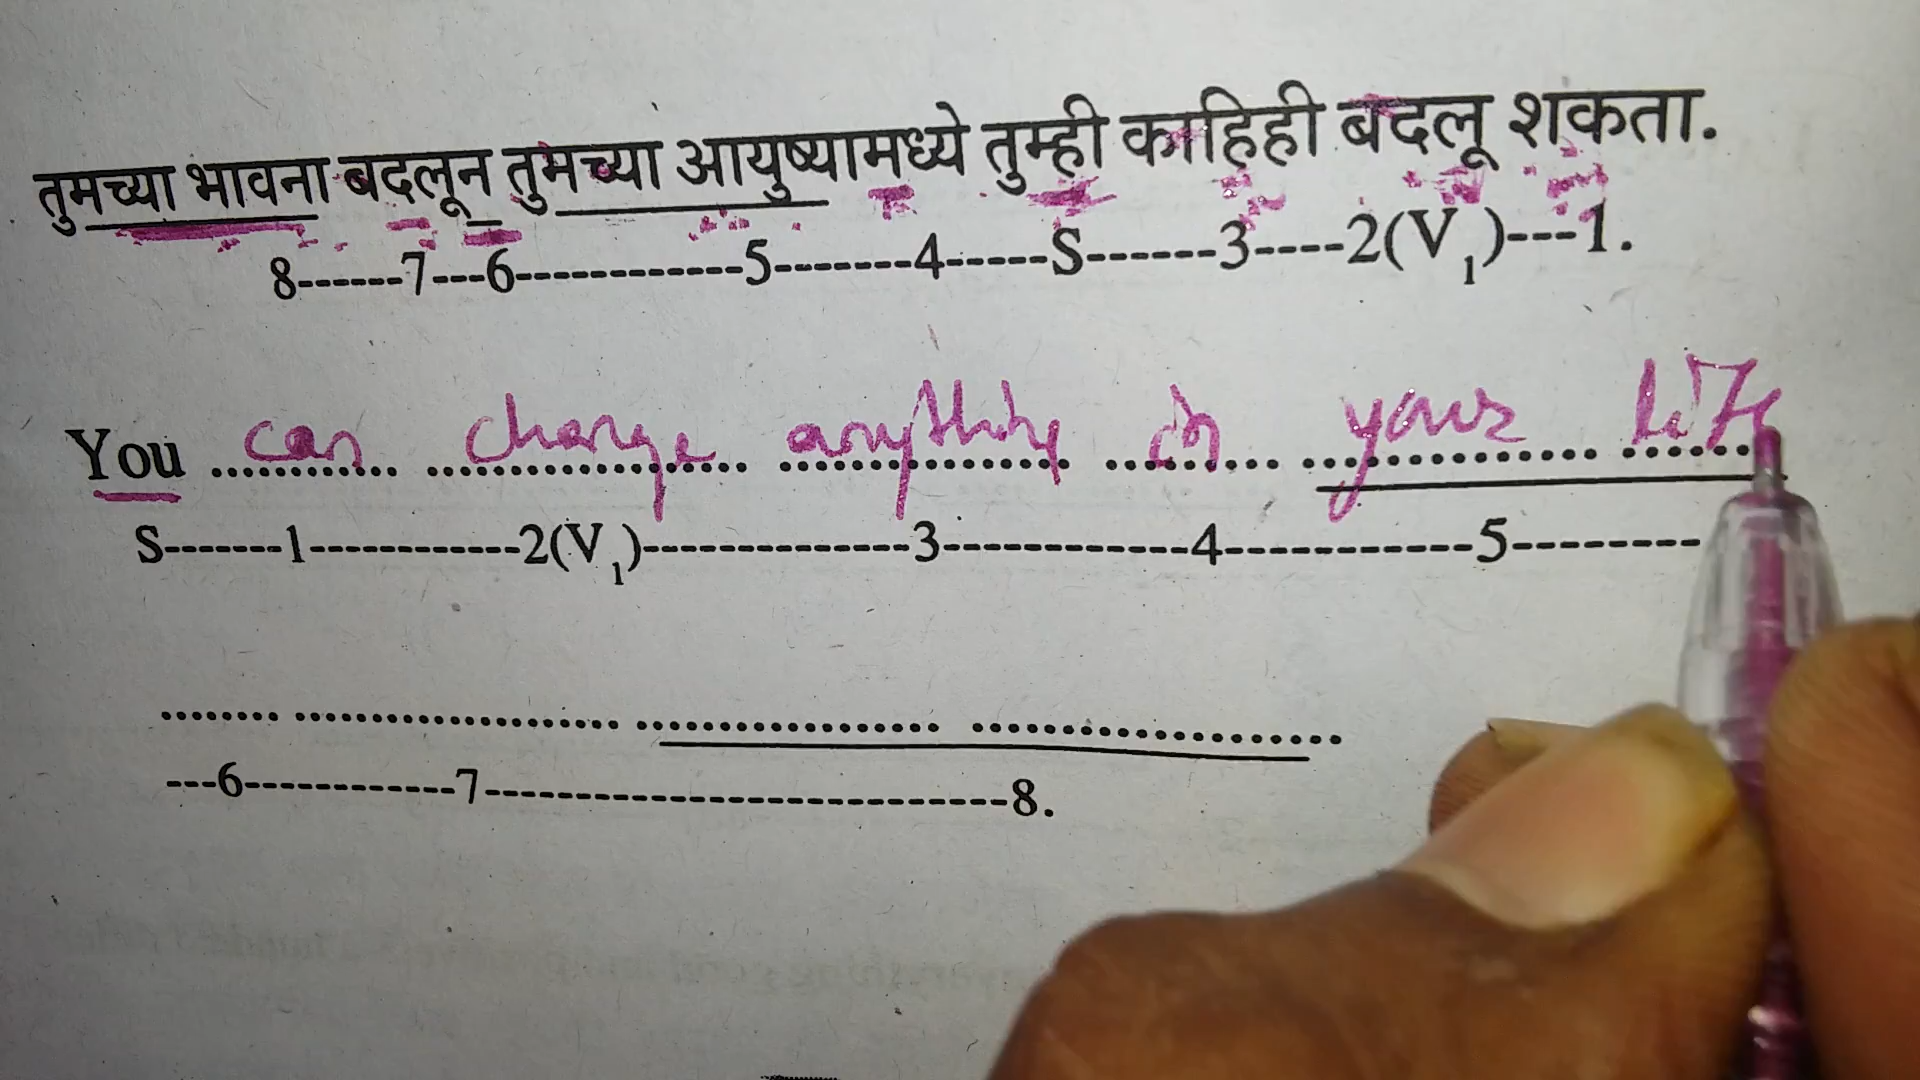 तुमच्या भावना बदलून तुमच्या आयुष्यामध्ये तुम्ही काहिही बदलू शकता.
8------7---6------------5-------4-----S------3----2(V1)---1.
You can change anything in your life
S-------1------------2(V1)--------------3------------4------------5---------
........ ..................... .................... .....................
---6------------7-----------------------------8.